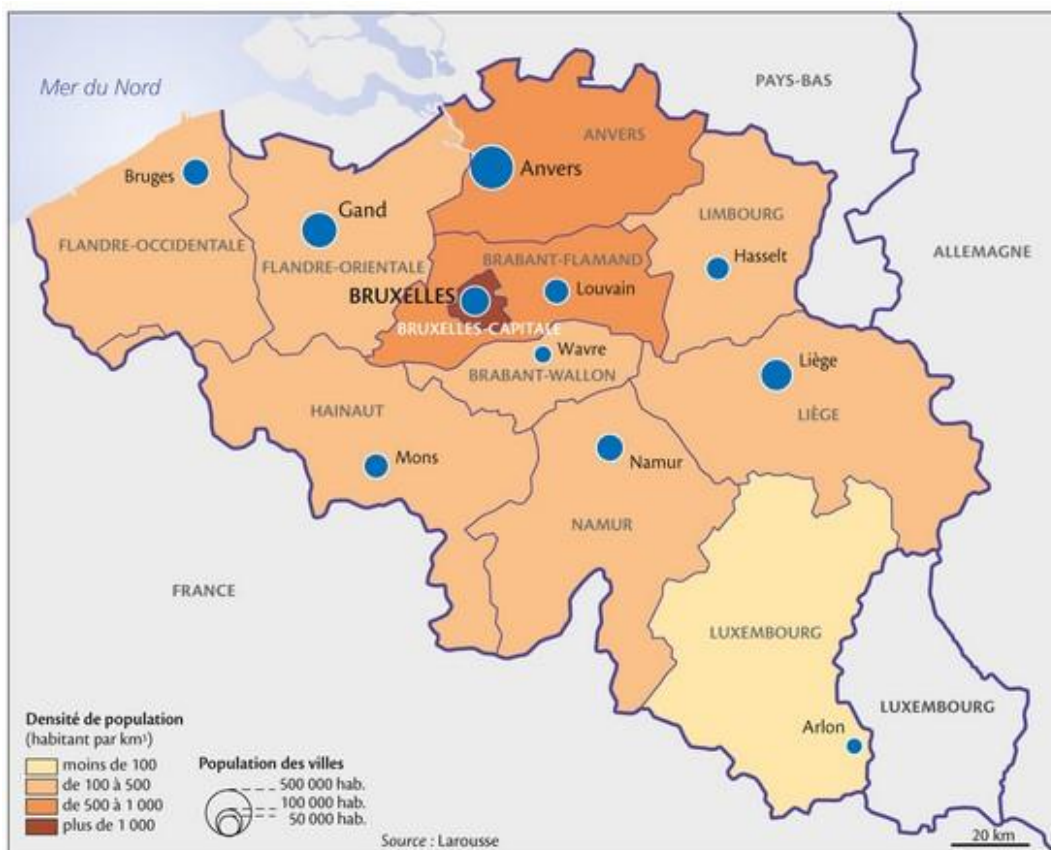 Mer du Nord
PAYS-BAS
ANVERS
Anvers
Bruges
Gand
LIMBOURG
FLANDRE-OCCIDENTALE
FLANDRE-ORIENTALE
BRABANT-FLAMAND
Hasselt
ALLEMAGNE
BRUXELLES
Louvain
BRUXELLES-CAPITALE
Wavre
BRABANT-WALLON
Liège
HAINAUT
LIÈGE
Mons
Namur
NAMUR
FRANCE
LUXEMBOURG
LUXEMBOURG
Arlon
Densité de population
(habitant par km²)
moins de 100
de 100 à 500
de 500 à 1 000
plus de 1 000
Population des villes
500 000 hab.
100 000 hab.
50 000 hab.
Source : Larousse
20 km